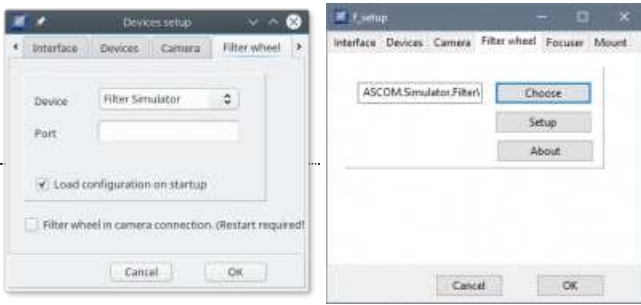 Devices setup
Interface Devices Camera Filter wheel
Device Filter Simulator
Port
Load configuration on startup
Filter wheel in camera connection. (Restart required!
Cancel OK
f_setup
Interface Devices Camera Filter wheel Focuser Mount
ASCOM.Simulator.Filter\ Choose
Setup
About
Cancel OK